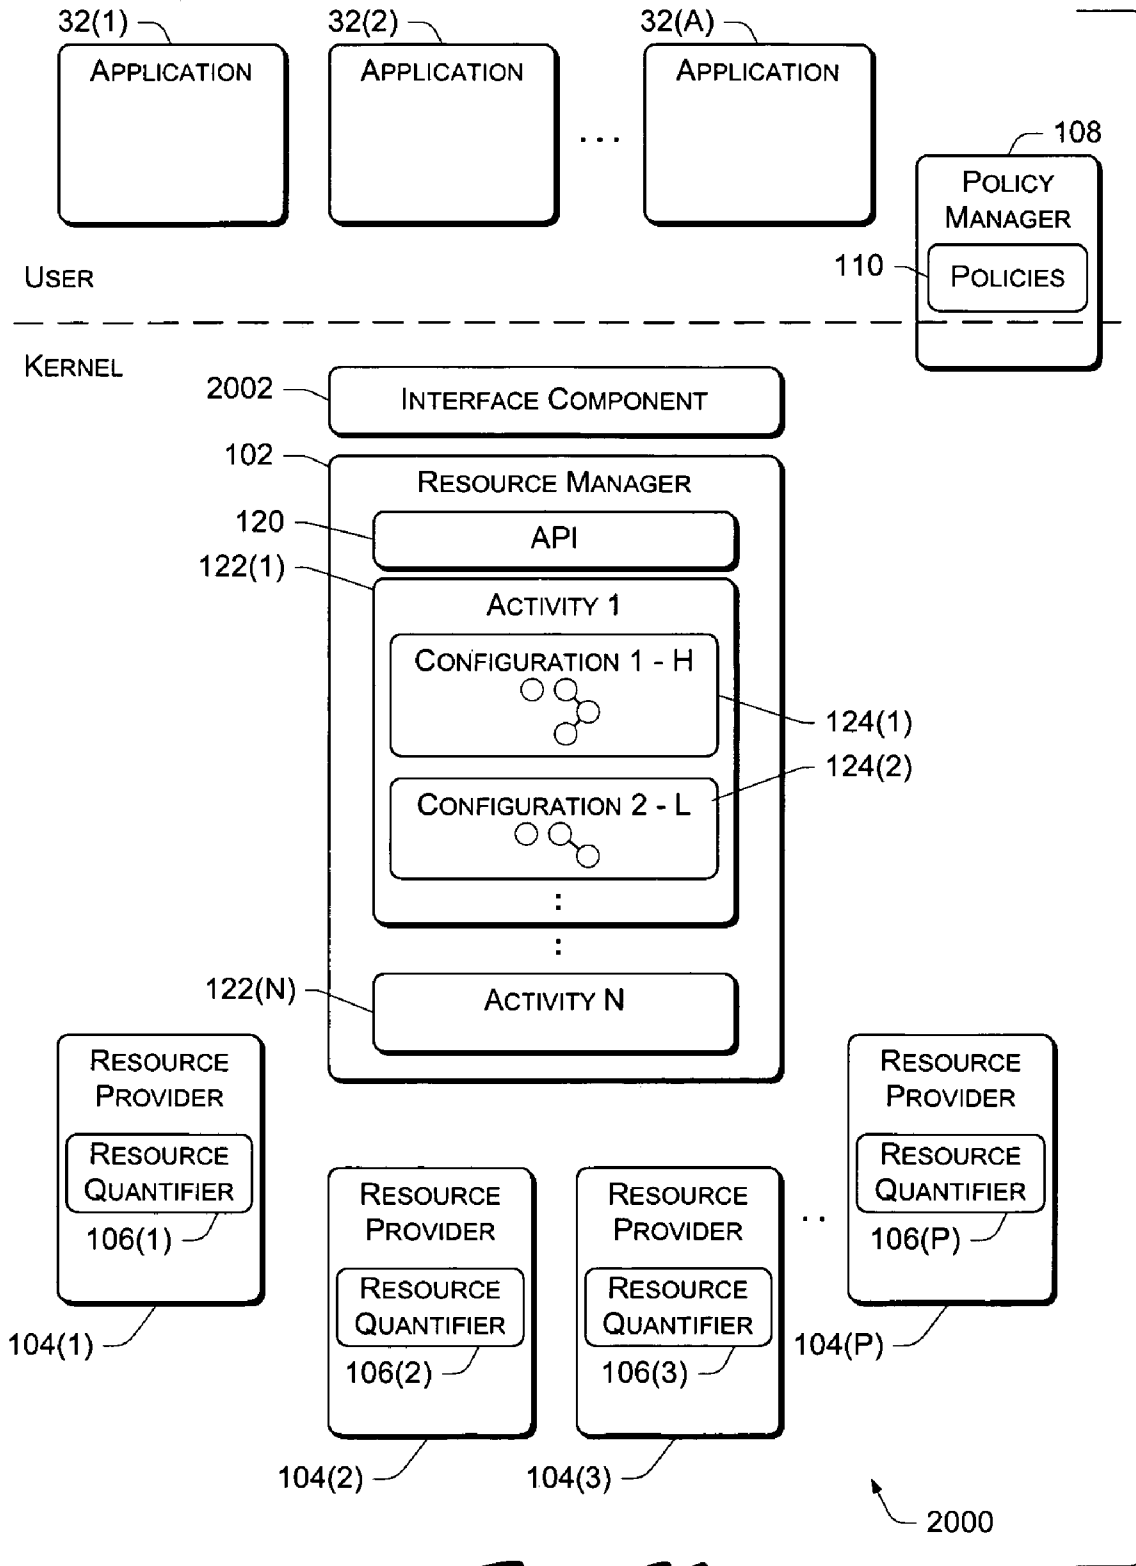 32(1)
32(2)
32(A)
APPLICATION
APPLICATION
APPLICATION
. . .
108
POLICY
MANAGER
110
POLICIES
USER
KERNEL
2002
INTERFACE COMPONENT
102
RESOURCE MANAGER
120
API
122(1)
ACTIVITY 1
CONFIGURATION 1 - H
124(1)
124(2)
CONFIGURATION 2 - L
122(N)
ACTIVITY N
RESOURCE
PROVIDER
RESOURCE
QUANTIFIER
106(1)
104(1)
RESOURCE
PROVIDER
RESOURCE
QUANTIFIER
106(2)
104(2)
RESOURCE
PROVIDER
RESOURCE
QUANTIFIER
106(3)
104(3)
. .
RESOURCE
PROVIDER
RESOURCE
QUANTIFIER
106(P)
104(P)
2000